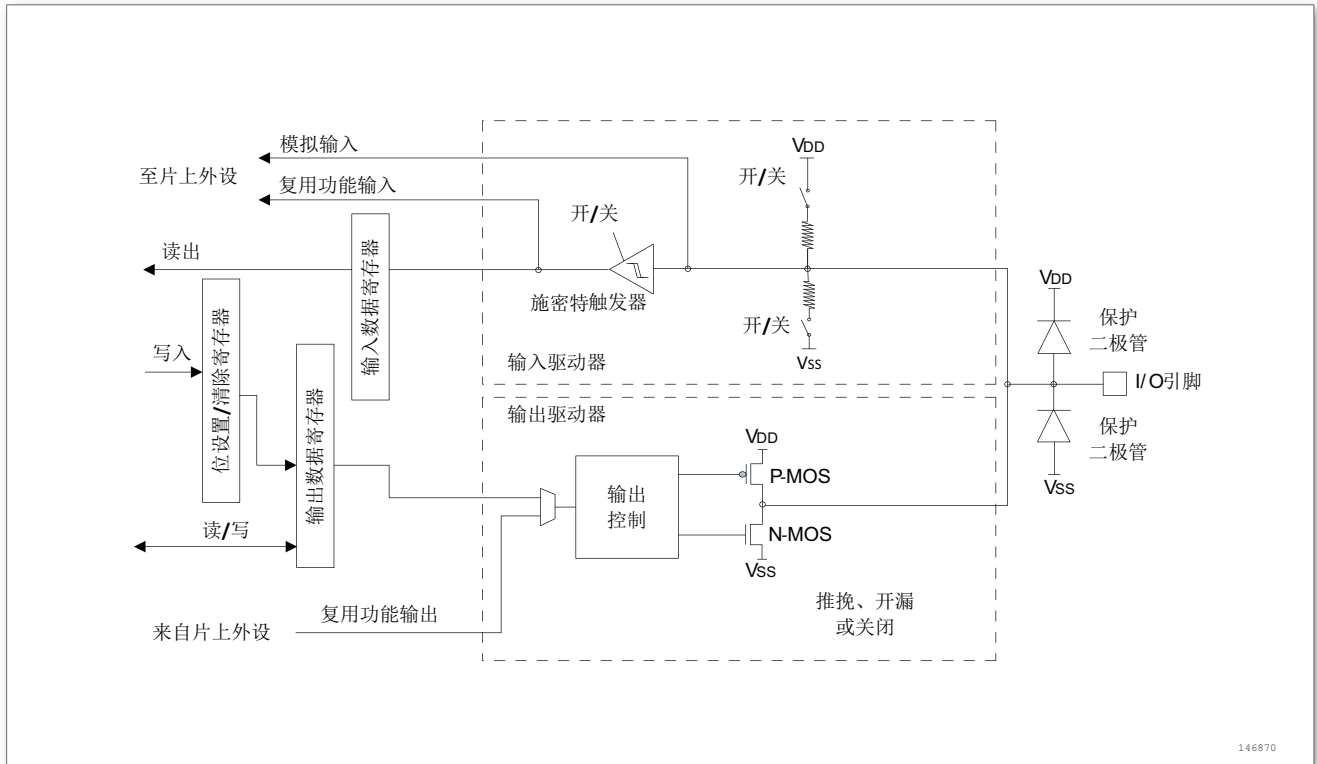 模拟输入
至片上外设
复用功能输入
读出
输入数据寄存器
开/关
施密特触发器
VDD
开/关
开/关
Vss
输入驱动器
VDD
保护
二极管
I/O引脚
保护
二极管
Vss
写入
位设置/清除寄存器
输出数据寄存器
读/写
输出驱动器
输出
控制
VDD
P-MOS
N-MOS
Vss
推挽、开漏
或关闭
复用功能输出
来自片上外设
146870